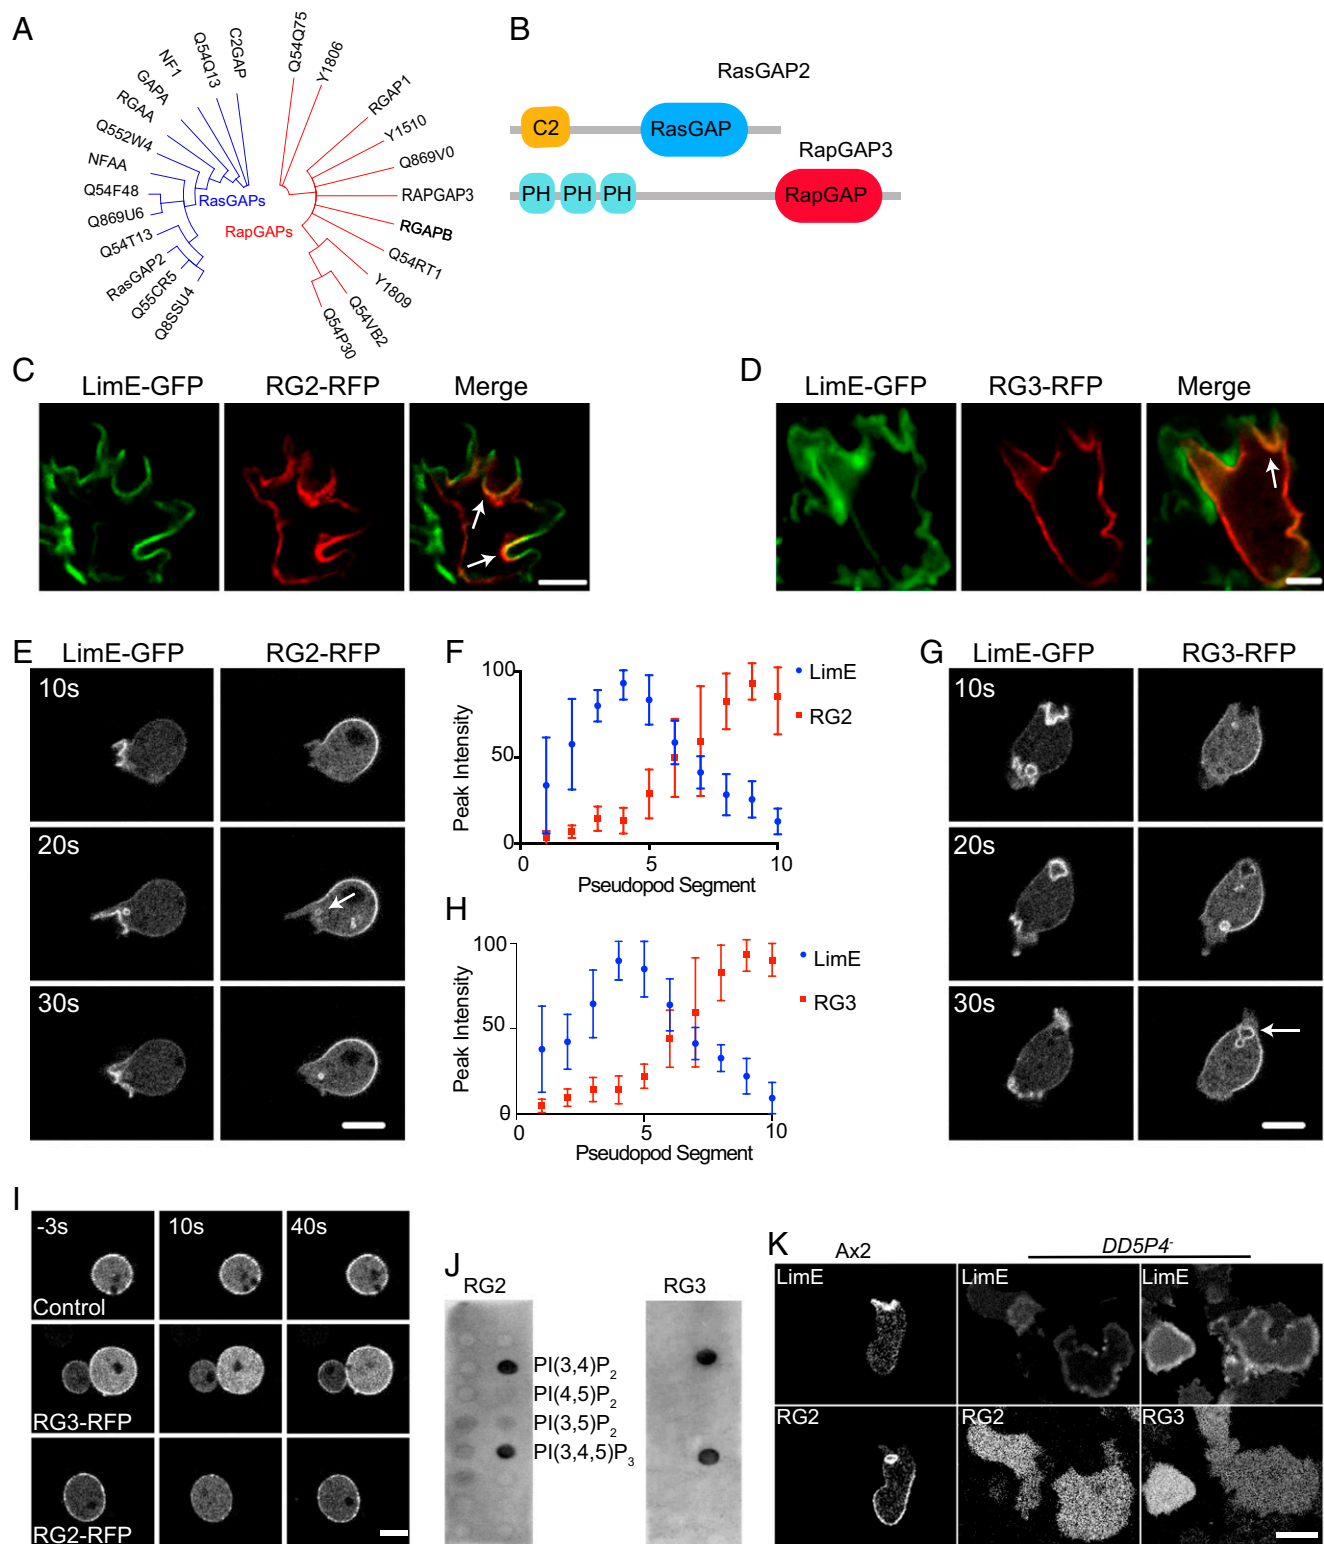 A
Q54Q75
Y1806
C2GAP
Q54Q13
NF1
GAPA
RGAA
Q552W4
NFAA
Q54F48
Q869U6
Q54T13
RasGAP2
Q55CR5
Q8SSU4
RGAP1
Y1510
Q869V0
RAPGAP3
RGAPB
Q54RT1
Y1809
Q54VB2
Q54P30
RasGAPs
RapGAPs
B
RasGAP2
C2
RasGAP
RapGAP3
PH PH PH
RapGAP
C
LimE-GFP RG2-RFP Merge
D
LimE-GFP RG3-RFP Merge
E
LimE-GFP RG2-RFP
10s
20s
30s
F
100
50
0
0 5 10
Peak Intensity
Pseudopod Segment
LimE
RG2
G
LimE-GFP RG3-RFP
10s
20s
30s
H
100
50
0
0 5 10
Peak Intensity
Pseudopod Segment
LimE
RG3
I
-3s 10s 40s
Control
RG3-RFP
RG2-RFP
J
RG2 RG3
PI(3,4)P2
PI(4,5)P2
PI(3,5)P2
PI(3,4,5)P3
K
Ax2 DD5P4-
LimE LimE LimE
RG2 RG2 RG3